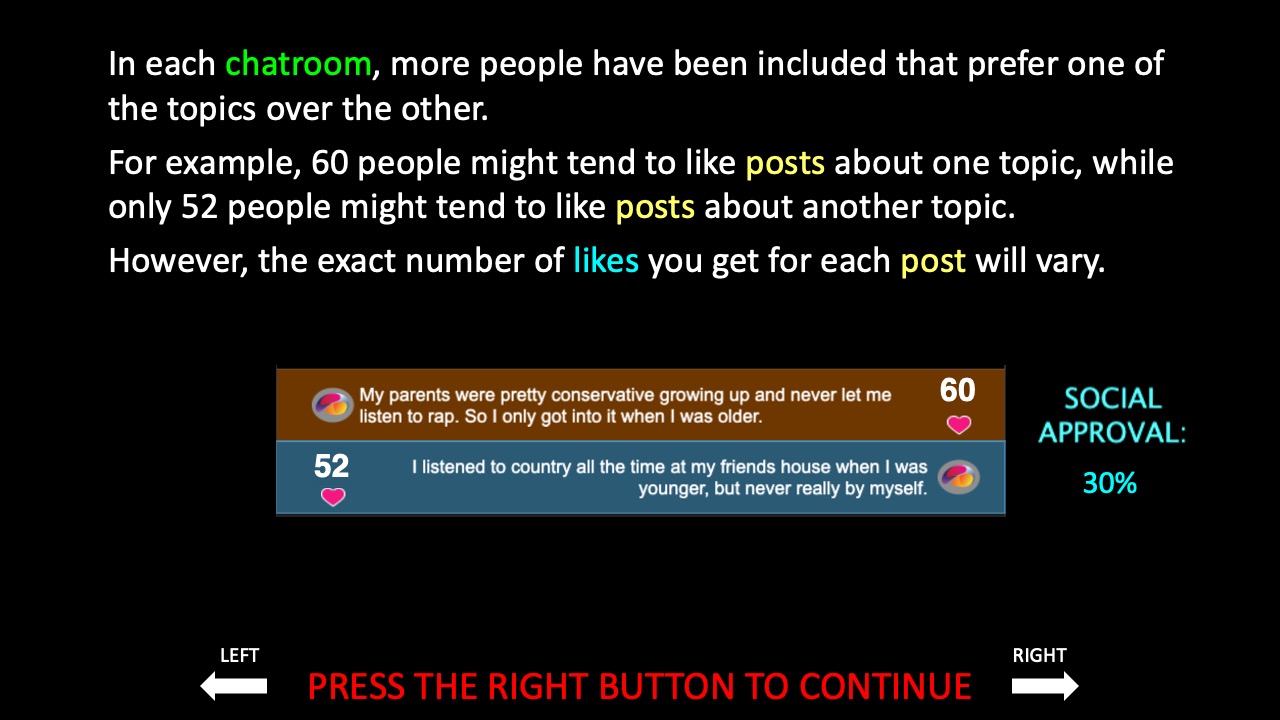 In each chatroom, more people have been included that prefer one of
the topics over the other.
For example, 60 people might tend to like posts about one topic, while
only 52 people might tend to like posts about another topic.
However, the exact number of likes you get for each post will vary.
My parents were pretty conservative growing up and never let me
listen to rap. So I only got into it when I was older.
60
52
I listened to country all the time at my friends house when I was
younger, but never really by myself.
SOCIAL
APPROVAL:
30%
LEFT
PRESS THE RIGHT BUTTON TO CONTINUE
RIGHT